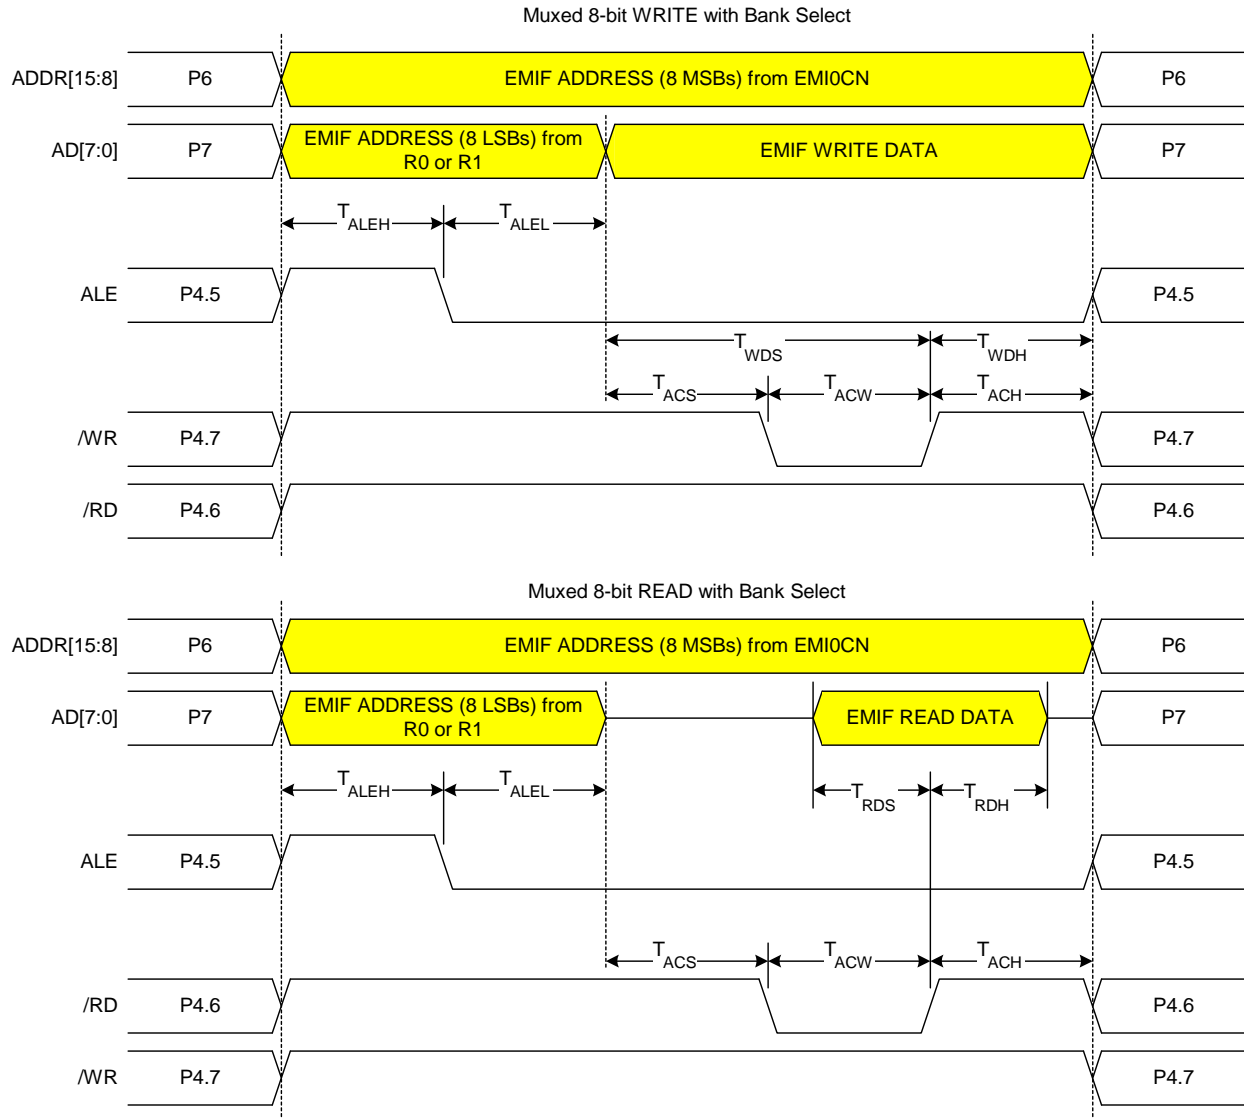 Muxed 8-bit WRITE with Bank Select
ADDR[15:8] P6 EMIF ADDRESS (8 MSBs) from EMI0CN P6
AD[7:0] P7 EMIF ADDRESS (8 LSBs) from
R0 or R1 EMIF WRITE DATA P7
TALEH TALEL
ALE P4.5 P4.5
TWDS TWDH
TACS TACW TACH
/WR P4.7 P4.7
/RD P4.6 P4.6
Muxed 8-bit READ with Bank Select
ADDR[15:8] P6 EMIF ADDRESS (8 MSBs) from EMI0CN P6
AD[7:0] P7 EMIF ADDRESS (8 LSBs) from
R0 or R1 EMIF READ DATA P7
TALEH TALEL TRDS TRDH
ALE P4.5 P4.5
TACS TACW TACH
/RD P4.6 P4.6
/WR P4.7 P4.7